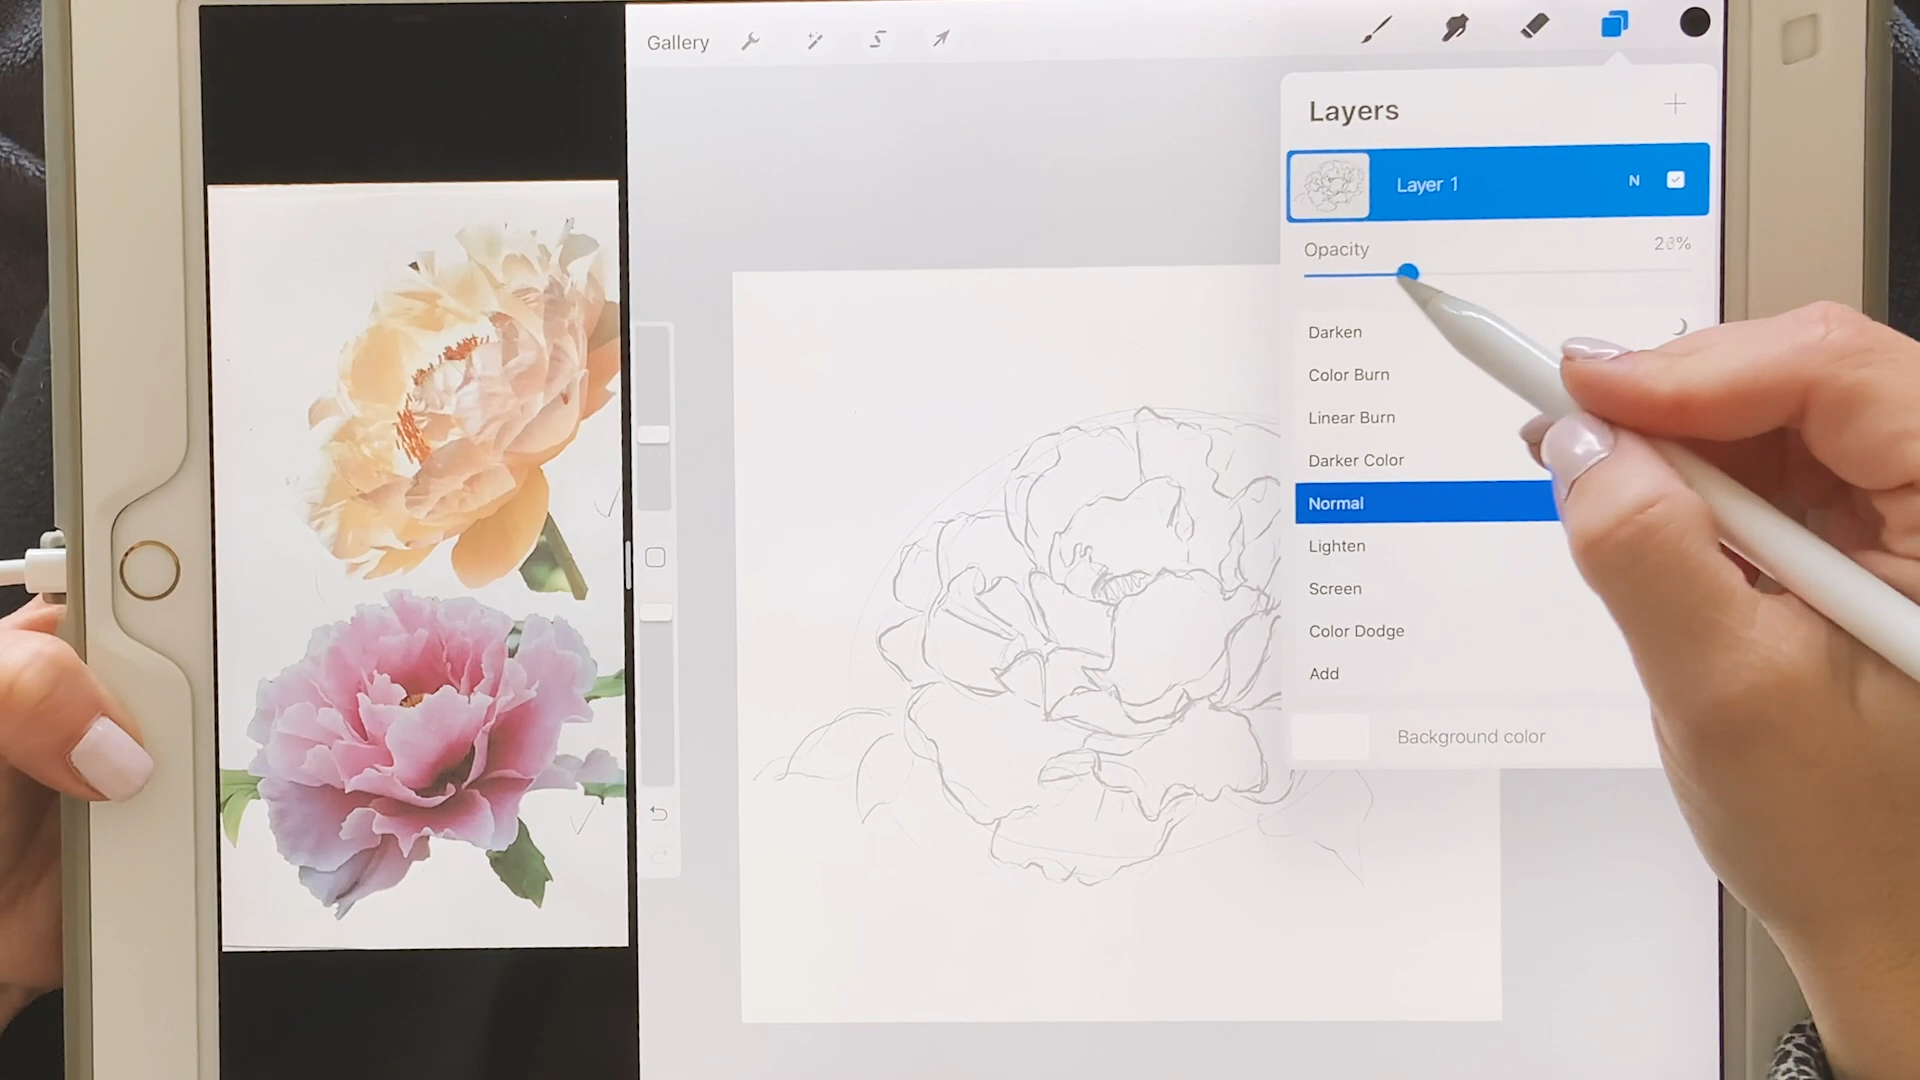 Gallery
Layers
Layer 1
N
Opacity
Darken
Color Burn
Linear Burn
Darker Color
Normal
Lighten
Screen
Color Dodge
Add
Background color